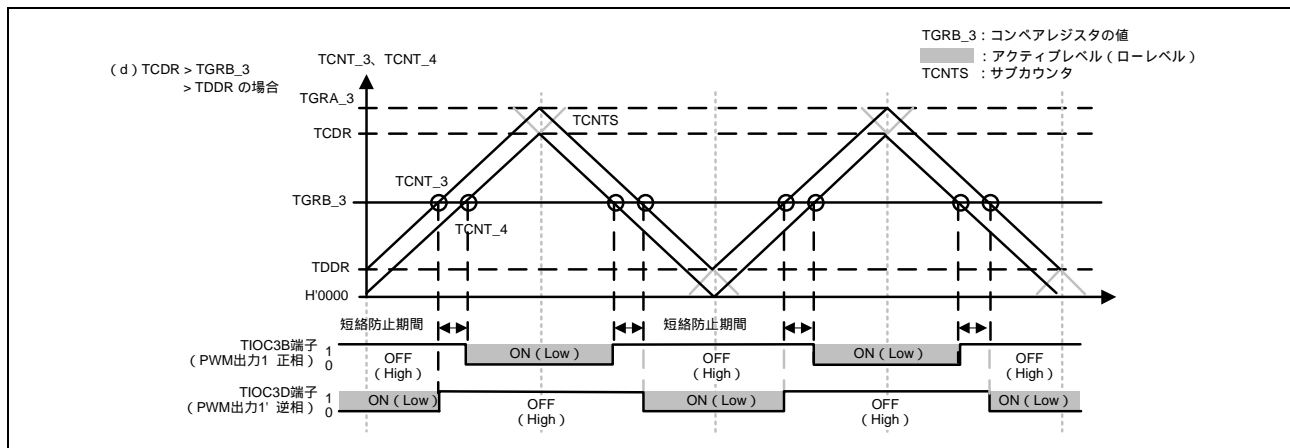 (d) TCDR > TGRB_3
> TDDR の場合
TCNT_3、TCNT_4
TGRB_3 : コンペアレジスタの値
: アクティブレベル(ローレベル)
TCNTS : サブカウンタ
TGRA_3
TCNTS
TCDR
TCNT_3
TGRB_3
TCNT_4
TDDR
H'0000
短絡防止期間
短絡防止期間
TIOC3B端子
(PWM出力1 正相)
1
0
OFF
(High)
ON(Low)
OFF
(High)
ON(Low)
OFF
(High)
TIOC3D端子
(PWM出力1' 逆相)
1
0
ON(Low)
OFF
(High)
ON(Low)
OFF
(High)
ON(Low)